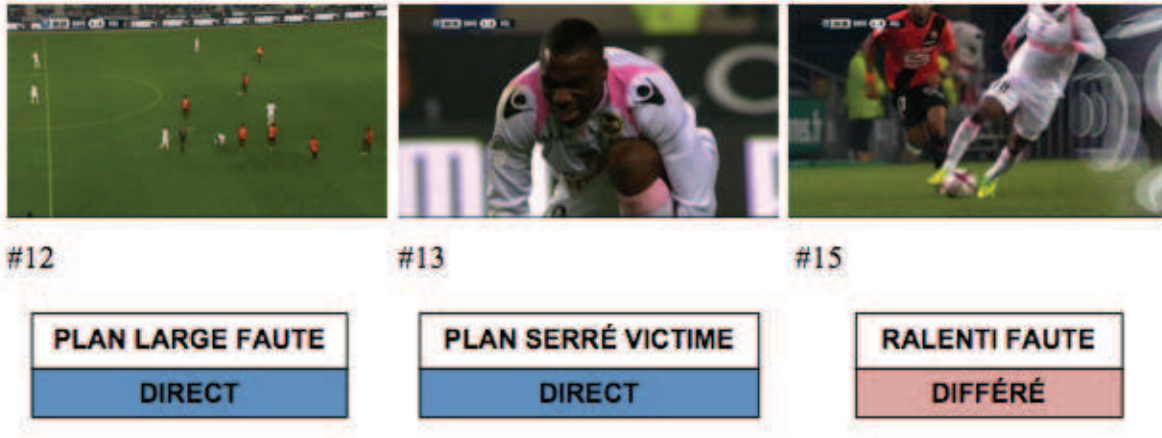 #12
#13
#15
PLAN LARGE FAUTE
PLAN SERRÉ VICTIME
RALENTI FAUTE
DIRECT
DIRECT
DIFFÉRÉ